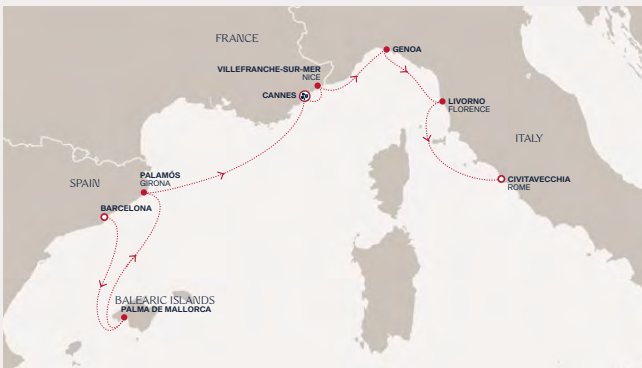 FRANCE
GENOA
VILLEFRANCHE-SUR-MER
NICE
CANNES
LIVORNO
FLORENCE
ITALY
PALAMÓS
GIRONA
SPAIN
CIVITAVECCHIA
ROME
BARCELONA
BALEARIC ISLANDS
PALMA DE MALLORCA